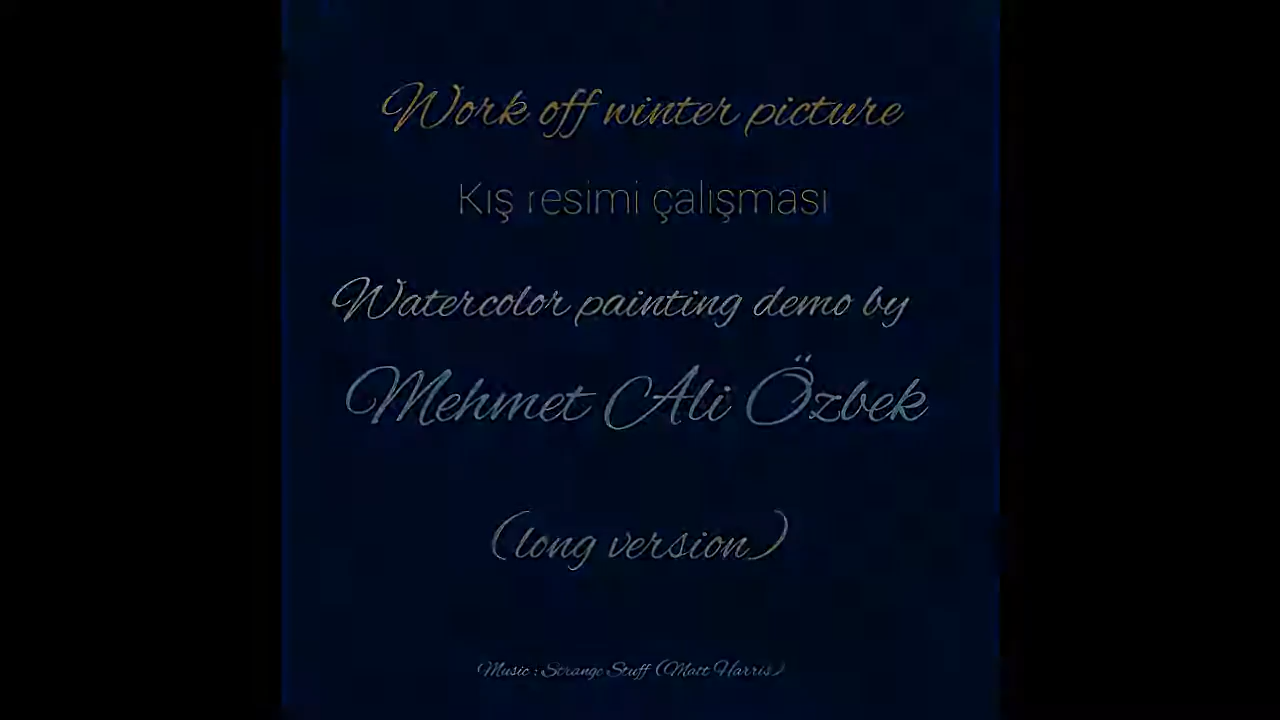 Work off winter picture
Kış resimi çalışması
Watercolor painting demo by
Mehmet Ali Özbek
(long version)
Music : Strange Stuff (Matt Harris)